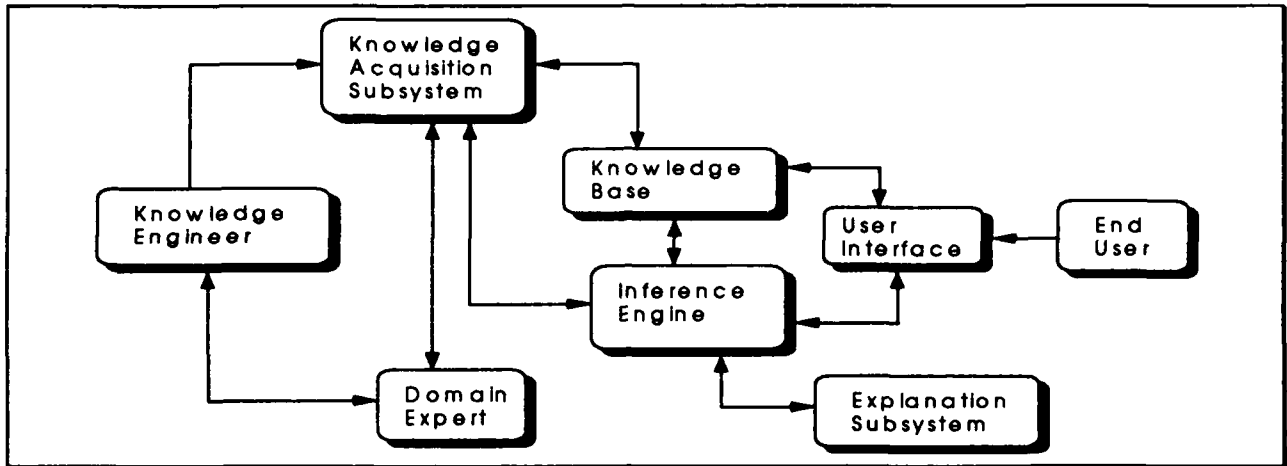 Knowledge
Acquisition
Subsystem
Knowledge
Base
Knowledge
Engineer
User
Interface
End
User
Inference
Engine
Domain
Expert
Explanation
Subsystem